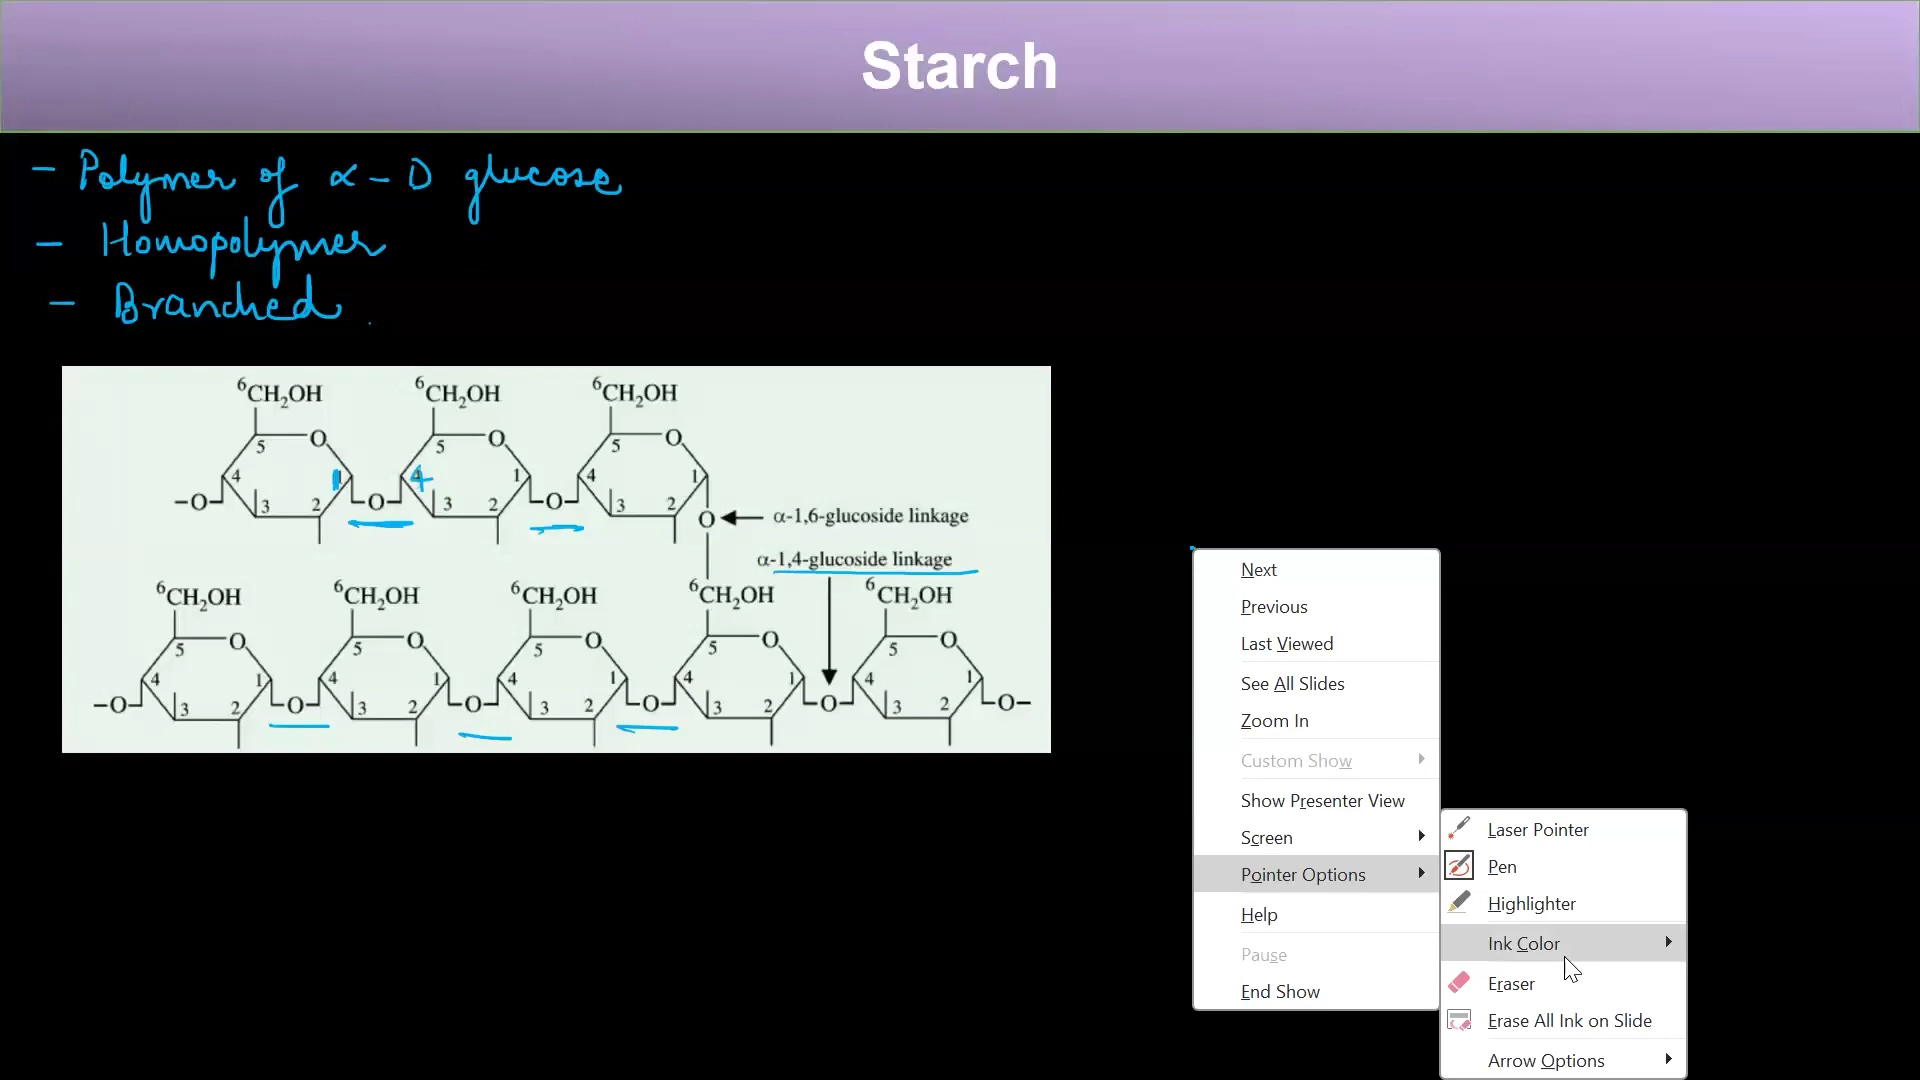 Starch
- Polymer of α-D glucose
- Homopolymer
- Branched
6CH2OH 6CH2OH 6CH2OH
5 O 5 O 5 O
4 1 4 1 4 1
-O- 3 2 -O- 3 2 -O- 3 2
O α-1,6-glucoside linkage
α-1,4-glucoside linkage
6CH2OH 6CH2OH 6CH2OH 6CH2OH 6CH2OH
5 O 5 O 5 O 5 O 5 O
4 1 4 1 4 1 4 1 4 1
-O- 3 2 -O- 3 2 -O- 3 2 -O- 3 2 -O- 3 2 -O-
Next
Previous
Last Viewed
See All Slides
Zoom In
Custom Show
Show Presenter View
Screen
Pointer Options
Help
Pause
End Show
Laser Pointer
Pen
Highlighter
Ink Color
Eraser
Erase All Ink on Slide
Arrow Options